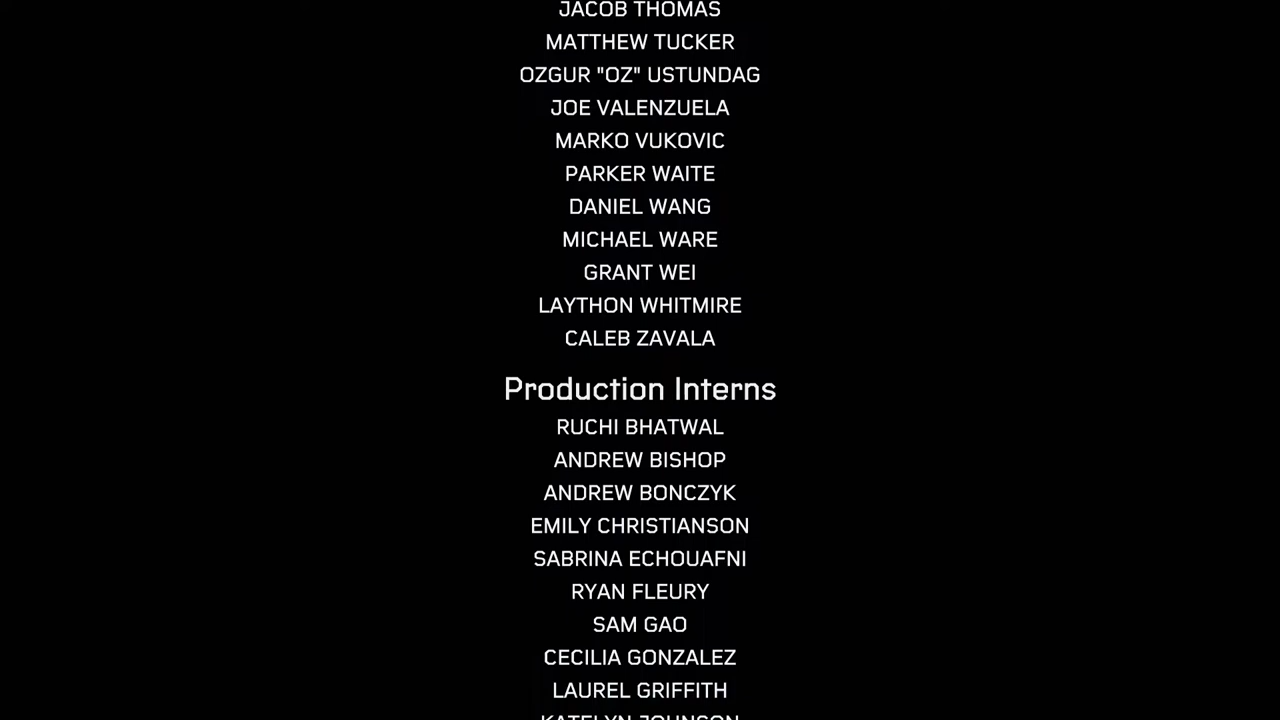 JACOB THOMAS
MATTHEW TUCKER
OZGUR "OZ" USTUNDAG
JOE VALENZUELA
MARKO VUKOVIC
PARKER WAITE
DANIEL WANG
MICHAEL WARE
GRANT WEI
LAYTHON WHITMIRE
CALEB ZAVALA
Production Interns
RUCHI BHATWAL
ANDREW BISHOP
ANDREW BONCZYK
EMILY CHRISTIANSON
SABRINA ECHOUAFNI
RYAN FLEURY
SAM GAO
CECILIA GONZALEZ
LAUREL GRIFFITH
KATELYN JOHNSON